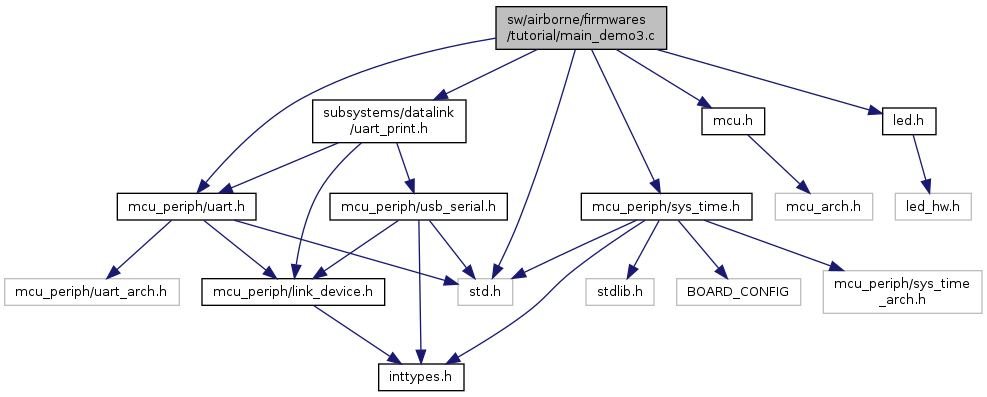 sw/airborne/firmwares
/tutorial/main_demo3.c
subsystems/datalink
/uart_print.h
mcu.h
led.h
mcu_periph/uart.h
mcu_periph/usb_serial.h
mcu_periph/sys_time.h
mcu_arch.h
led_hw.h
mcu_periph/uart_arch.h
mcu_periph/link_device.h
std.h
stdlib.h
BOARD_CONFIG
mcu_periph/sys_time
_arch.h
inttypes.h